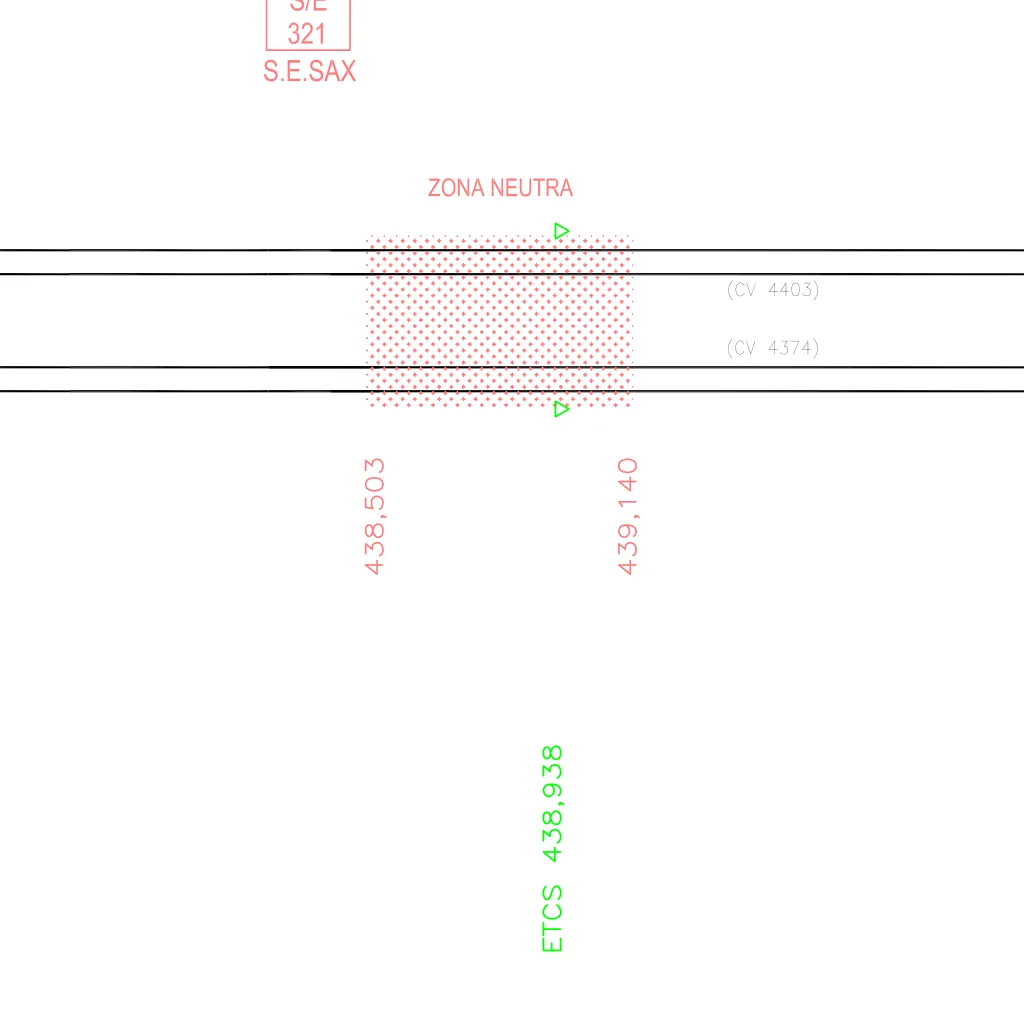 S/E
321
S.E.SAX
ZONA NEUTRA
(CV 4403)
(CV 4374)
438,503
439,140
ETCS 438,938